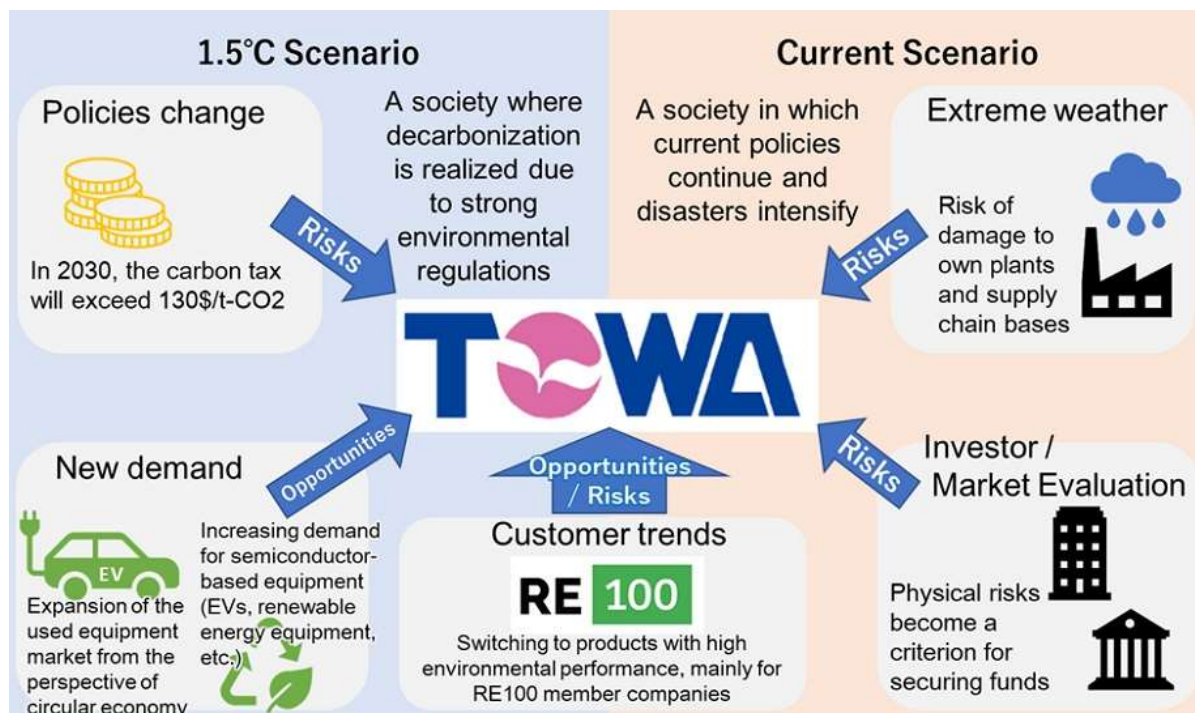 1.5℃ Scenario
Policies change
In 2030, the carbon tax
will exceed 130$/t-CO2
Risks
A society where
decarbonization
is realized due
to strong
environmental
regulations
Current Scenario
A society in which
current policies
continue and
disasters intensify
Extreme weather
Risk of
damage to
own plants
and supply
chain bases
Risks
TOWA
New demand
EV
Expansion of the
used equipment
market from the
perspective of
circular economy
Increasing demand
for semiconductor-
based equipment
(EVs, renewable
energy equipment,
etc.)
Opportunities
Opportunities
/ Risks
Customer trends
RE 100
Switching to products with high
environmental performance, mainly for
RE100 member companies
Risks
Investor /
Market Evaluation
Physical risks
become a
criterion for
securing funds